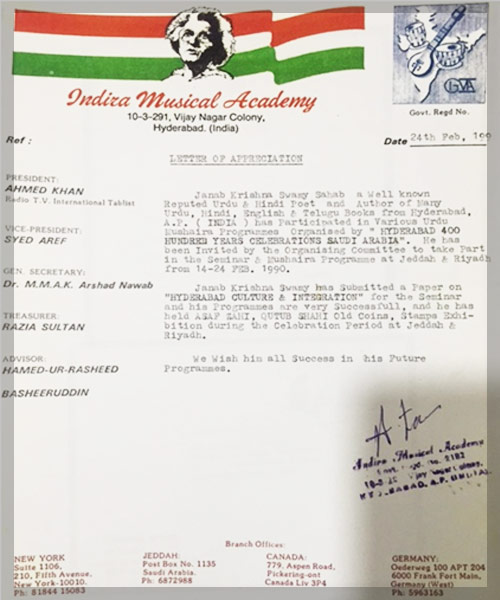 GVA
Indira Musical Academy
10-3-291, Vijay Nagar Colony,
Hyderabad. (India)
Govt. Regd No.
Ref :
Date 24th Feb, 199
LETTER OF APPRECIATION
PRESIDENT:
AHMED KHAN
Radio T.V. International Tablist
VICE-PRESIDENT:
SYED AREF
GEN. SECRETARY:
Dr. M.M.A.K. Arshad Nawab
TREASURER:
RAZIA SULTAN
ADVISOR:
HAMED-UR-RASHEED
BASHEERUDDIN
Janab Krishna Swamy Sahab a Well known
Reputed Urdu & Hindi Poet and Author of Many
Urdu, Hindi, English & Telugu Books from Hyderabad,
A.P. ( INDIA ) has Participated in Various Urdu
Mushaira Programmes Organised by " HYDERABAD 400
HUNDRED YEARS CELEBRATIONS SAUDI ARABIA". He has
been Invited by the Organising Committee to take Part
in the Seminar & Mushaira Programme at Jeddah & Riyadh
from 14-24 FEB. 1990.
Janab Krishna Swamy has Submitted a Paper on
"HYDERABAD CULTURE & INTEGRATION" for the Seminar
and his Programmes are very Successfull, and he has
held ASAF ZAHI, QUTUB SHAHI Old Coins, Stamps Exhi-
bition during the Celebration Period at Jeddah &
Riyadh.
We Wish him all Success in his Future
Programmes.
Indira Musical Academy
2182
Vijay Nagar Colony,
A.P. (INDIA)
Branch Offices:
NEW YORK
Suite 1106,
210, Fifth Avenue,
New York-10010.
Ph: 81844 15083
JEDDAH:
Post Box No. 1135
Saudi Arabia.
Ph: 6872988
CANADA:
779, Aspen Road,
Pickering-ont
Canada Liv 3P4
GERMANY:
Oederweg 100 APT 204
6000 Frank Fort Main,
Germany (West)
Ph: 5963163